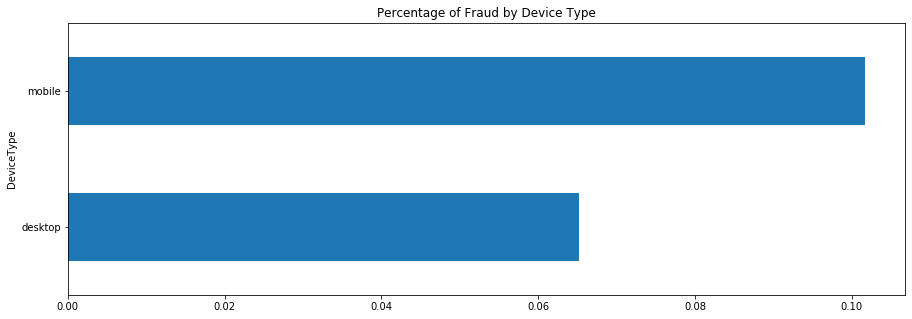 Percentage of Fraud by Device Type
DeviceType
mobile
desktop
0.00 0.02 0.04 0.06 0.08 0.10